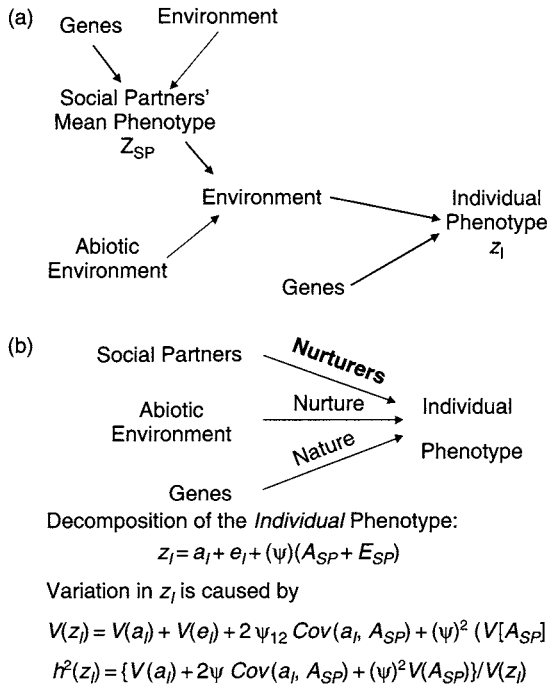 (a)
Genes
Environment
Social Partners'
Mean Phenotype
Z_SP
Environment
Individual
Phenotype
z_I
Abiotic
Environment
Genes
(b)
Social Partners
Nurturers
Abiotic
Environment
Nurture
Individual
Phenotype
Nature
Genes
Decomposition of the Individual Phenotype:
z_I = a_I + e_I + (ψ)(A_SP + E_SP)
Variation in z_I is caused by
V(z_I) = V(a_I) + V(e_I) + 2 ψ_12 Cov(a_I, A_SP) + (ψ)^2 (V[A_SP]
h^2(z_I) = {V(a_I) + 2ψ Cov(a_I, A_SP) + (ψ)^2 V(A_SP)}/V(z_I)